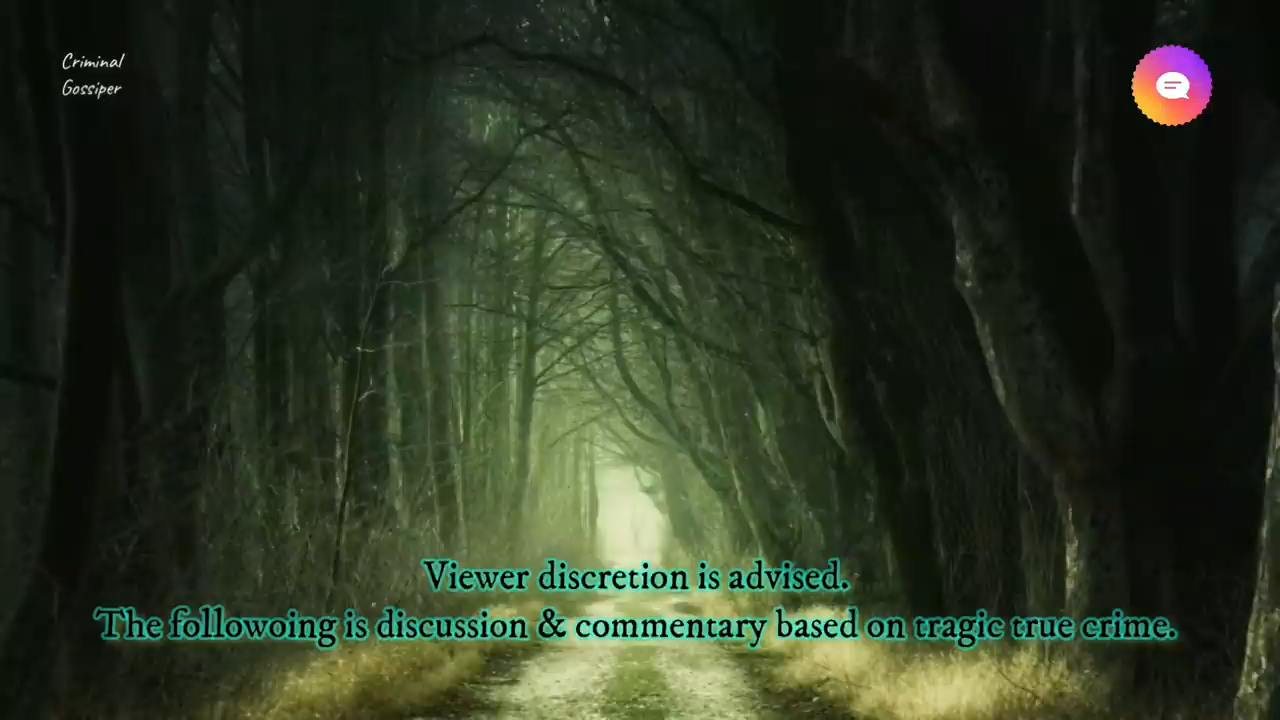 Criminal
Gossiper
Viewer discretion is advised.
The followoing is discussion & commentary based on tragic true crime.